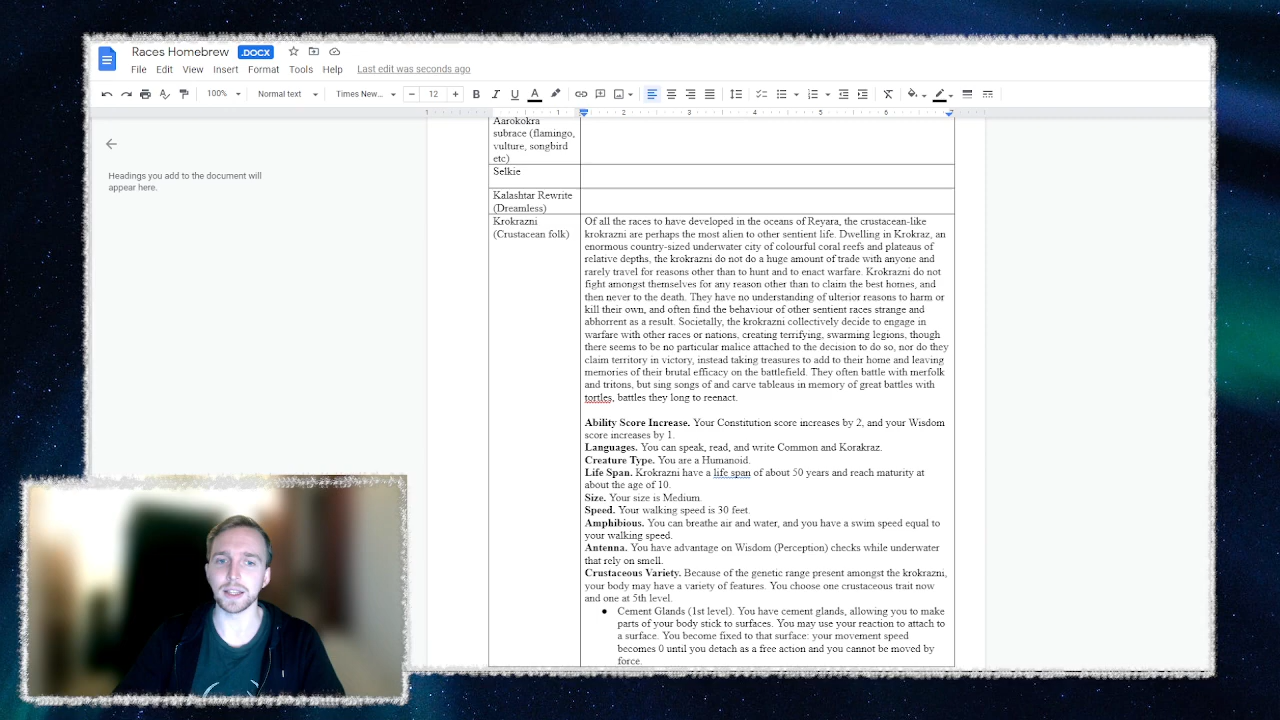 Races Homebrew .DOCX
File Edit View Insert Format Tools Help Last edit was seconds ago
100% Normal text Times New... 12 B I U A
1 1 2 3 4 5 6 7
Headings you add to the document will
appear here.
Aarokokra
subrace (flamingo,
vulture, songbird
etc)
Selkie
Kalashtar Rewrite
(Dreamless)
Krokrazni
(Crustacean folk)
Of all the races to have developed in the oceans of Reyara, the crustacean-like
krokrazni are perhaps the most alien to other sentient life. Dwelling in Krokraz, an
enormous country-sized underwater city of colourful coral reefs and plateaus of
relative depths, the krokrazni do not do a huge amount of trade with anyone and
rarely travel for reasons other than to hunt and to enact warfare. Krokrazni do not
fight amongst themselves for any reason other than to claim the best homes, and
then never to the death. They have no understanding of ulterior reasons to harm or
kill their own, and often find the behaviour of other sentient races strange and
abhorrent as a result. Societally, the krokrazni collectively decide to engage in
warfare with other races or nations, creating terrifying, swarming legions, though
there seems to be no particular malice attached to the decision to do so, nor do they
claim territory in victory, instead taking treasures to add to their home and leaving
memories of their brutal efficacy on the battlefield. They often battle with merfolk
and tritons, but sing songs of and carve tableaus in memory of great battles with
tortles, battles they long to reenact.
Ability Score Increase. Your Constitution score increases by 2, and your Wisdom
score increases by 1.
Languages. You can speak, read, and write Common and Korakraz.
Creature Type. You are a Humanoid.
Life Span. Krokrazni have a life span of about 50 years and reach maturity at
about the age of 10.
Size. Your size is Medium.
Speed. Your walking speed is 30 feet.
Amphibious. You can breathe air and water, and you have a swim speed equal to
your walking speed.
Antenna. You have advantage on Wisdom (Perception) checks while underwater
that rely on smell.
Crustaceous Variety. Because of the genetic range present amongst the krokrazni,
your body may have a variety of features. You choose one crustaceous trait now
and one at 5th level.
● Cement Glands (1st level). You have cement glands, allowing you to make
parts of your body stick to surfaces. You may use your reaction to attach to
a surface. You become fixed to that surface: your movement speed
becomes 0 until you detach as a free action and you cannot be moved by
force.